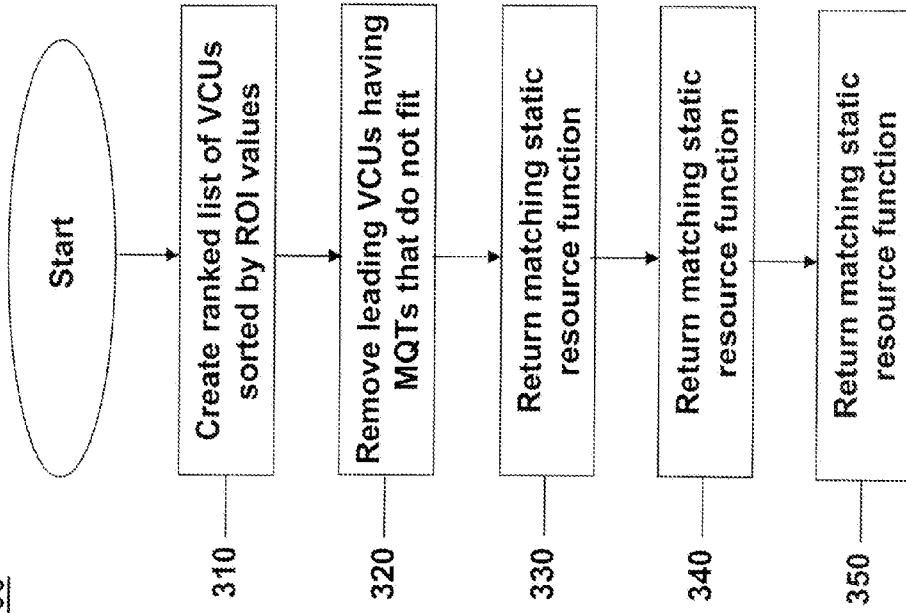 Start
310
Create ranked list of VCUs
sorted by ROI values
320
Remove leading VCUs having
MQTs that do not fit
330
Return matching static
resource function
340
Return matching static
resource function
350
Return matching static
resource function